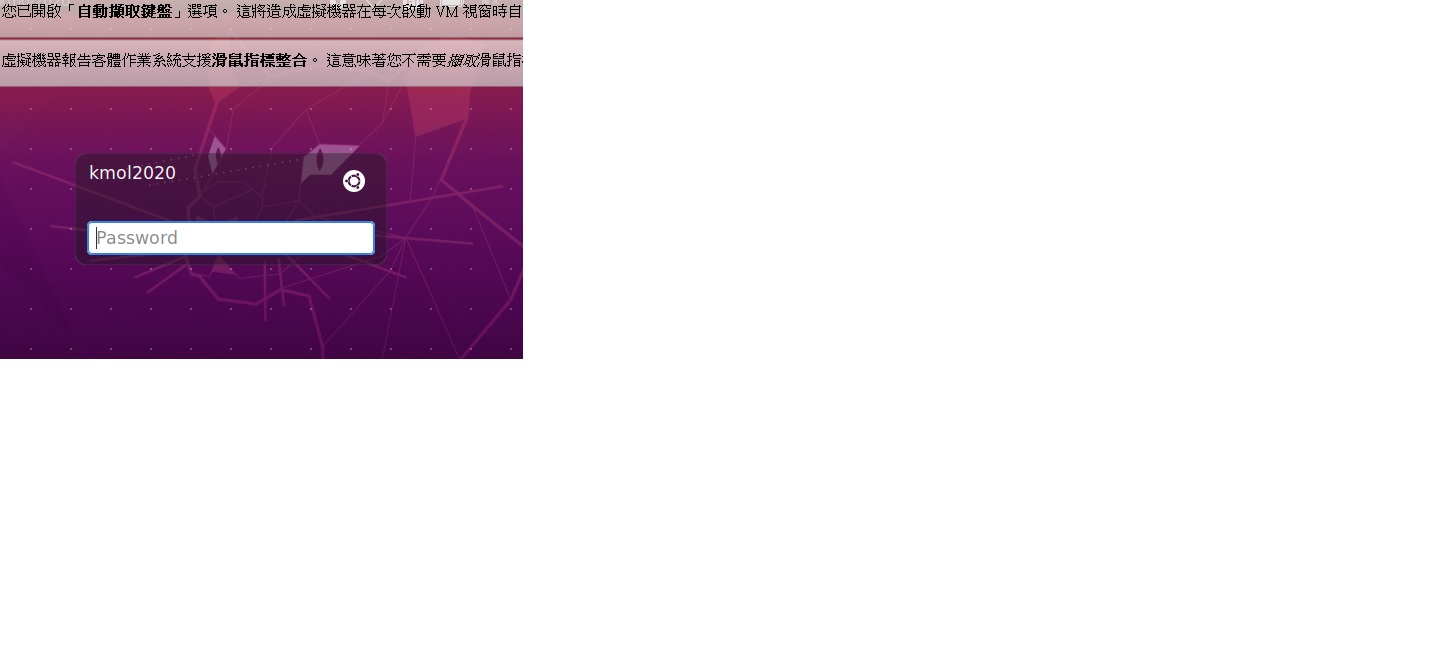 您已開啟「自動擷取鍵盤」選項。 這將造成虛擬機器在每次啟動 VM 視窗時自
虛擬機器報告客體作業系統支援滑鼠指標整合。 這意味著您不需要擷取滑鼠指
kmol2020
Password